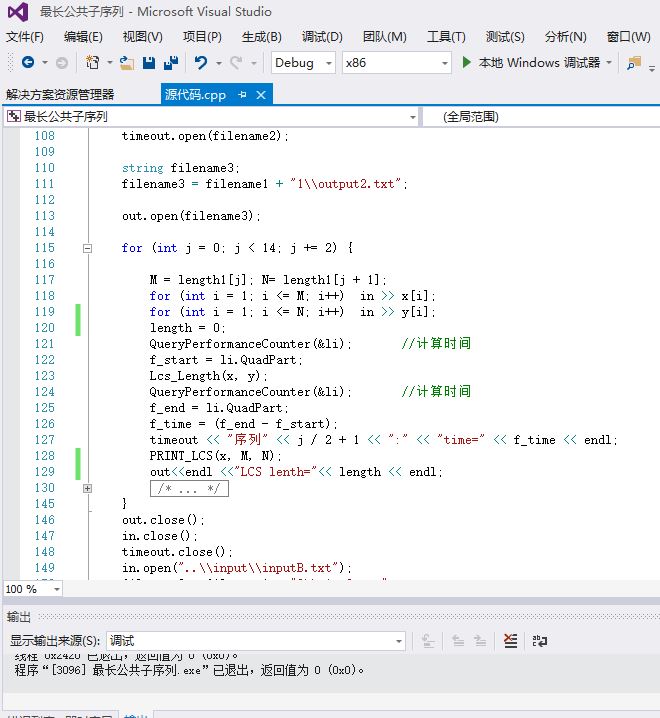 最长公共子序列 - Microsoft Visual Studio
文件(F) 编辑(E) 视图(V) 项目(P) 生成(B) 调试(D) 团队(M) 工具(T) 测试(S) 分析(N) 窗口(W)
Debug x86 本地 Windows 调试器
解决方案资源管理器 源代码.cpp
最长公共子序列 (全局范围)
108 timeout.open(filename2);
109
110 string filename3;
111 filename3 = filename1 + "1\\output2.txt";
112
113 out.open(filename3);
114
115 for (int j = 0; j < 14; j += 2) {
116
117 M = length1[j]; N= length1[j + 1];
118 for (int i = 1; i <= M; i++) in >> x[i];
119 for (int i = 1; i <= N; i++) in >> y[i];
120 length = 0;
121 QueryPerformanceCounter(&li); //计算时间
122 f_start = li.QuadPart;
123 Lcs_Length(x, y);
124 QueryPerformanceCounter(&li); //计算时间
125 f_end = li.QuadPart;
126 f_time = (f_end - f_start);
127 timeout << "序列" << j / 2 + 1 << ":" << "time=" << f_time << endl;
128 PRINT_LCS(x, M, N);
129 out<<endl <<"LCS lenth="<< length << endl;
130 /* ... */
145 }
146 out.close();
147 in.close();
148 timeout.close();
149 in.open("..\\input\\inputB.txt");
100 %
输出
显示输出来源(S): 调试
线程 0x2420 已退出，返回值为 0 (0x0)。
程序“[3096] 最长公共子序列.exe”已退出，返回值为 0 (0x0)。